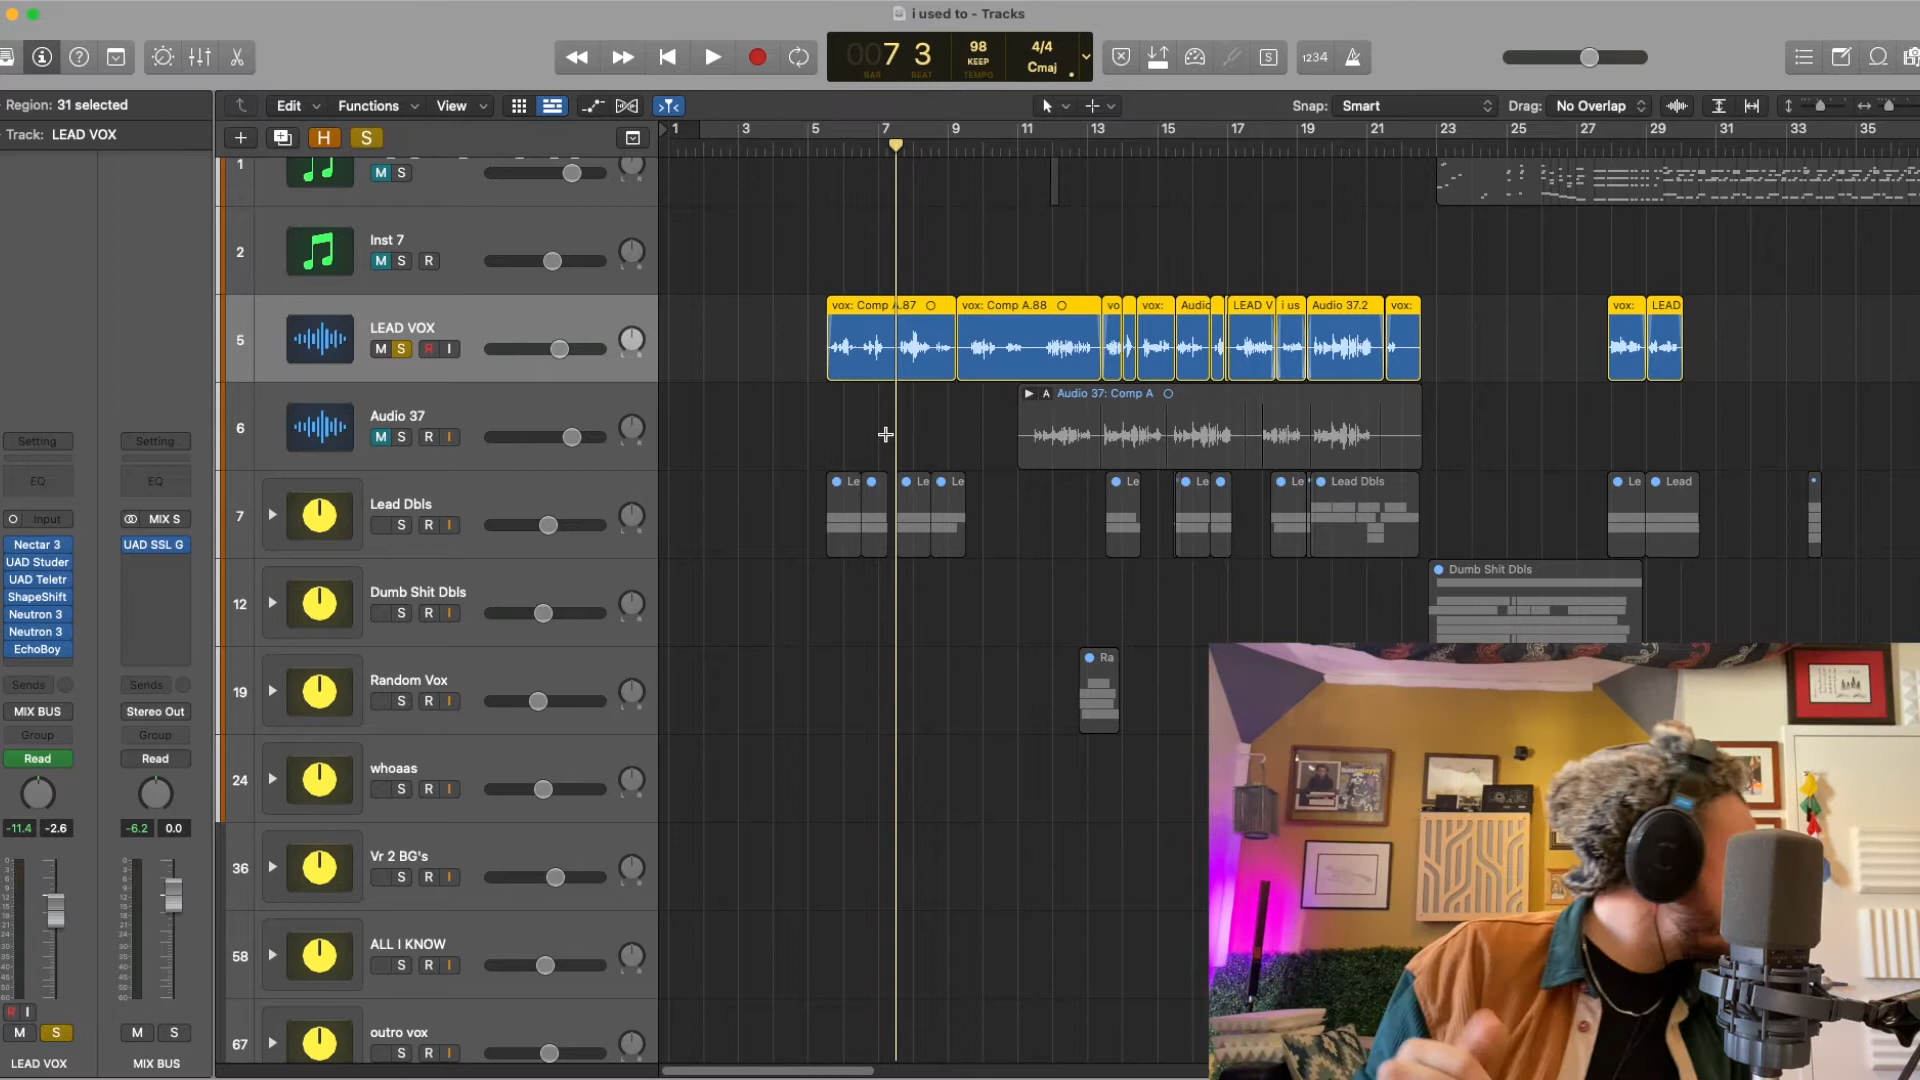 i used to - Tracks
7 3
BAR
BEAT
98
KEEP
TEMPO
4/4
Cmaj
1234
Region: 31 selected
Edit
Functions
View
Snap: Smart
Drag: No Overlap
Track: LEAD VOX
H
S
1 3 5 7 9 11 13 15 17 19 21 23 25 27 29 31 33 35
1
M S
2
Inst 7
M S R
5
LEAD VOX
M S R I
vox: Comp A.87
vox: Comp A.88
vo
vox:
Audio
LEAD V
i us
Audio 37.2
vox:
vox:
LEAD
6
Audio 37
M S R I
A Audio 37: Comp A
7
Lead Dbls
S R I
Le
Le
Le
Le
Le
Le
Lead Dbls
Le
Lead
12
Dumb Shit Dbls
S R I
Dumb Shit Dbls
19
Random Vox
S R I
Ra
24
whoaas
S R I
36
Vr 2 BG's
S R I
58
ALL I KNOW
S R I
67
outro vox
S R I
Setting
Setting
EQ
EQ
Input
MIX S
Nectar 3
UAD SSL G
UAD Studer
UAD Teletr
ShapeShift
Neutron 3
Neutron 3
EchoBoy
Sends
Sends
MIX BUS
Stereo Out
Group
Group
Read
Read
-11.4 -2.6
-6.2 0.0
R I
M S
M S
LEAD VOX
MIX BUS